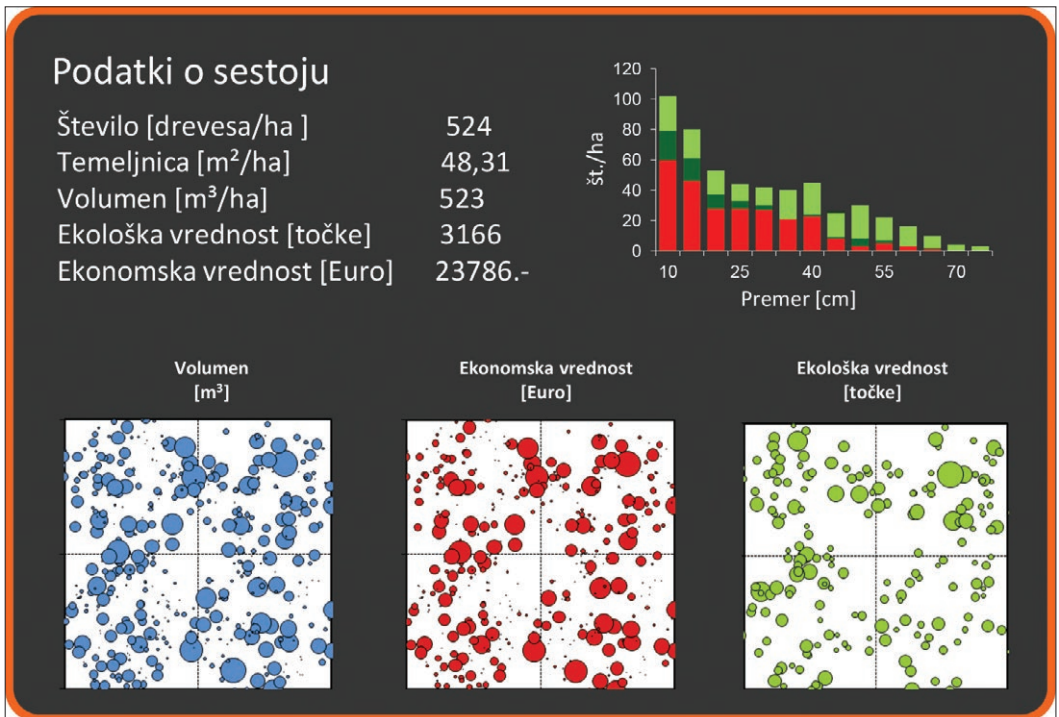 Podatki o sestoju
Število [drevesa/ha ] 524
Temeljnica [m²/ha] 48,31
Volumen [m³/ha] 523
Ekološka vrednost [točke] 3166
Ekonomska vrednost [Euro] 23786.-
120
100
80
60
40
20
0
št./ha
10 25 40 55 70
Premer [cm]
Volumen
[m³]
Ekonomska vrednost
[Euro]
Ekološka vrednost
[točke]